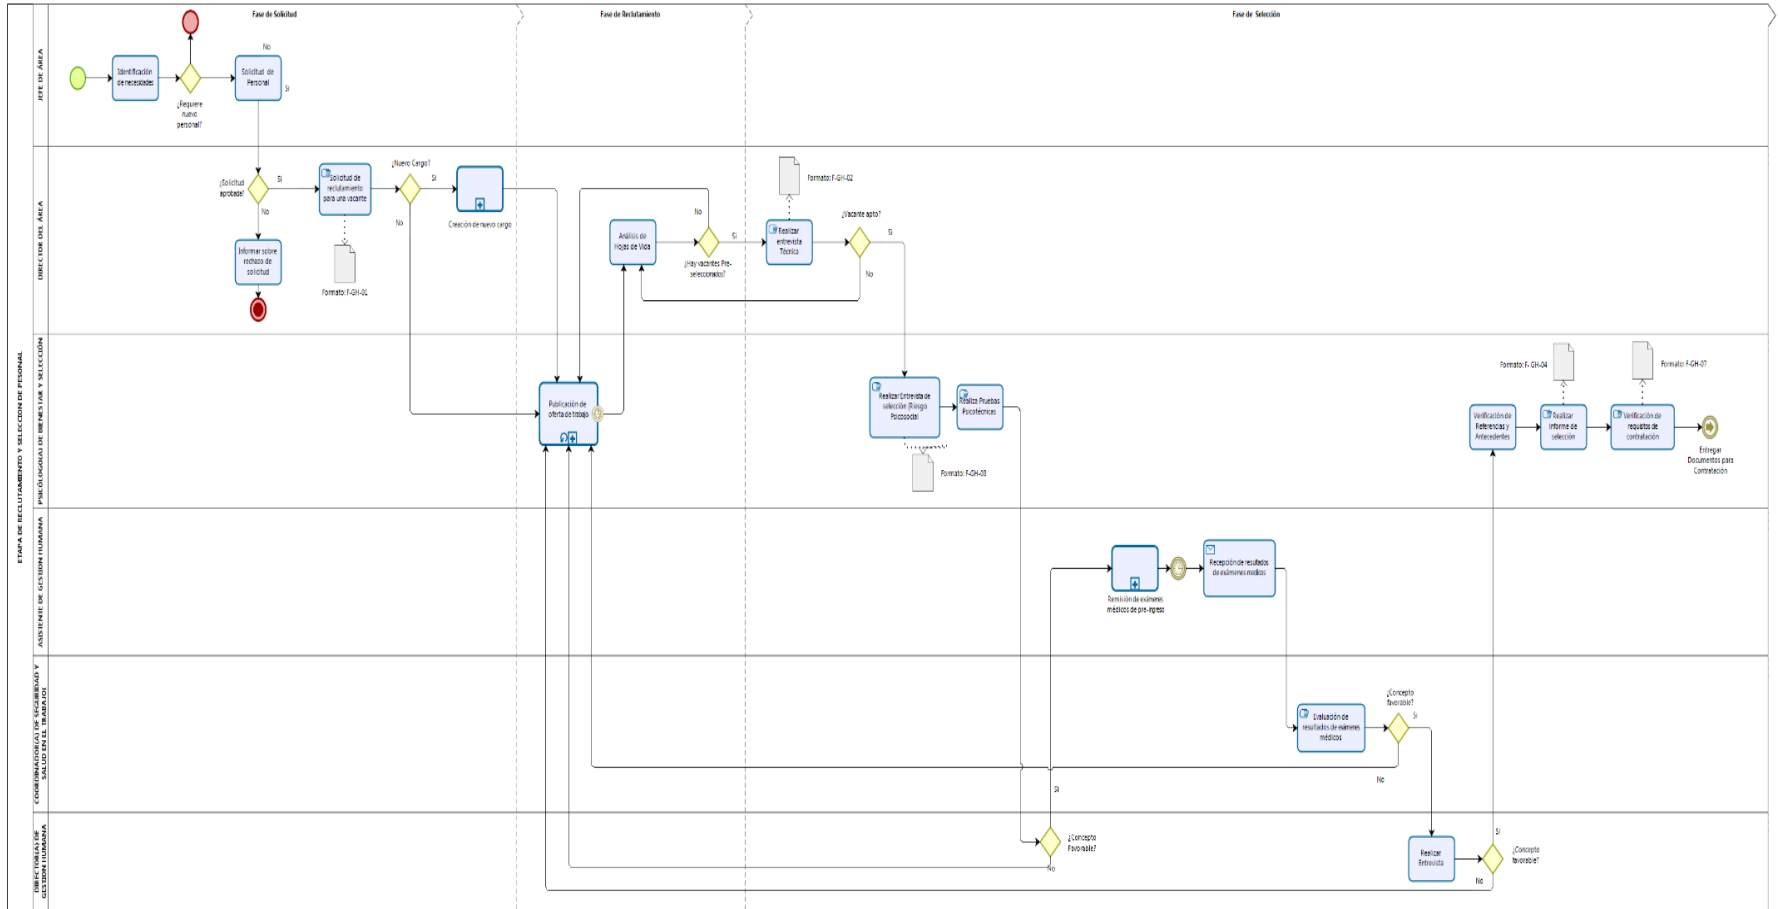 Fase de Solicitud
Fase de Reclutamiento
Fase de Selección
ETAPA DE RECLUTAMIENTO Y SELECCION DE PESONAL
JEFE DE ÁREA
Identificación
de necesidades
¿Requiere
nuevo
personal?
No
Solicitud de
Personal
Si
DIRECTOR DEL ÁREA
¿Solicitud
aprobada?
Si
No
Informar sobre
rechazo de
solicitud
Solicitud de
reclutamiento
para una vacante
Formato: F-GH-01
¿Nuevo Cargo?
Si
No
Creación de nuevo cargo
Análisis de
Hojas de Vida
No
¿Hay vacantes Pre-
seleccionados?
Si
Formato: F-GH-02
Realizar
entrevista
Técnica
¿Vacante apto?
Si
No
PSICÓLOGO(A) DE BIENESTAR Y SELECCIÓN
Publicación de
oferta de trabajo
Realizar Entrevista de
selección (Riesgo
Psicosocial
Formato: F-GH-03
Realiza Pruebas
Psicotécnicas
Verificación de
Referencias y
Antecedentes
Formato: F- GH-04
Realizar
informe de
selección
Formato: F-GH-07
Verificación de
requistos de
contratación
Entregar
Documentos para
Contratación
ASISTENTE DE GESTION HUMANA
Remisión de exámenes
médicos de pre-ingreso
Recepción de resultados
de exámenes medicos
COORDINADOR(A) DE SEGURIDAD Y
SALUD EN EL TRABAJO(
Evaluación de
resultados de exámenes
médicos
¿Concepto
favorable?
Si
No
Si
DIRECTOR(A) DE
GESTION HUMANA
¿Concepto
Favorable?
No
Realizar
Entrevista
Si
¿Concepto
favorable?
No